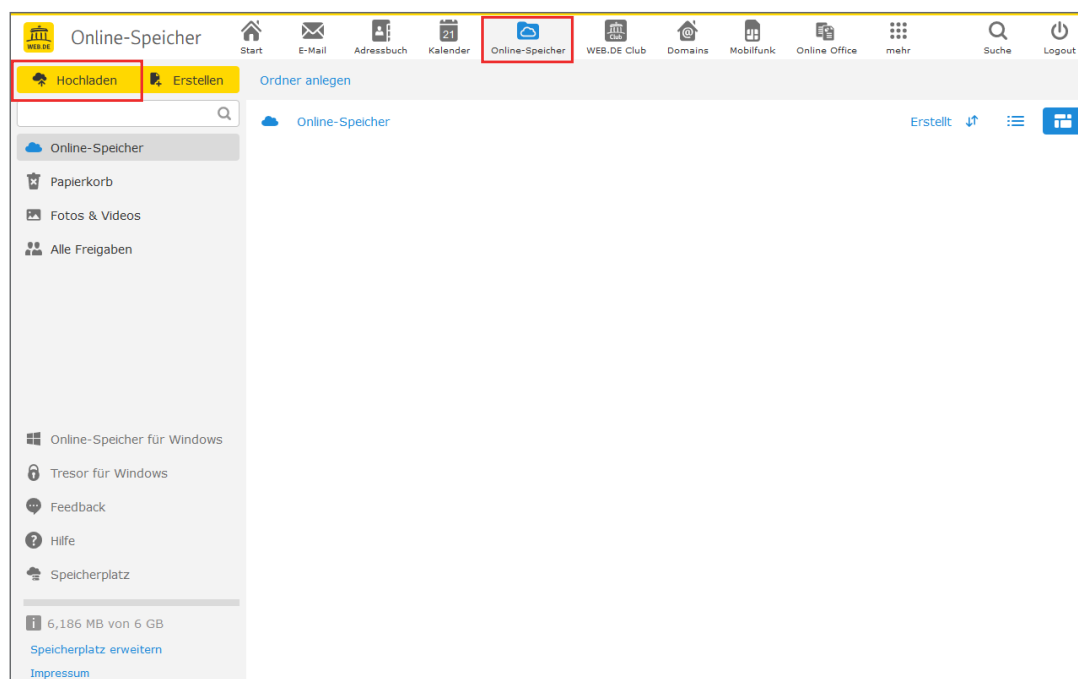 WEB.DE
Online-Speicher
Start
E-Mail
Adressbuch
21
Kalender
Online-Speicher
Club
WEB.DE Club
Domains
Mobilfunk
Online Office
mehr
Suche
Logout
Hochladen
Erstellen
Ordner anlegen
Online-Speicher
Erstellt
Online-Speicher
Papierkorb
Fotos & Videos
Alle Freigaben
Online-Speicher für Windows
Tresor für Windows
Feedback
Hilfe
Speicherplatz
6,186 MB von 6 GB
Speicherplatz erweitern
Impressum